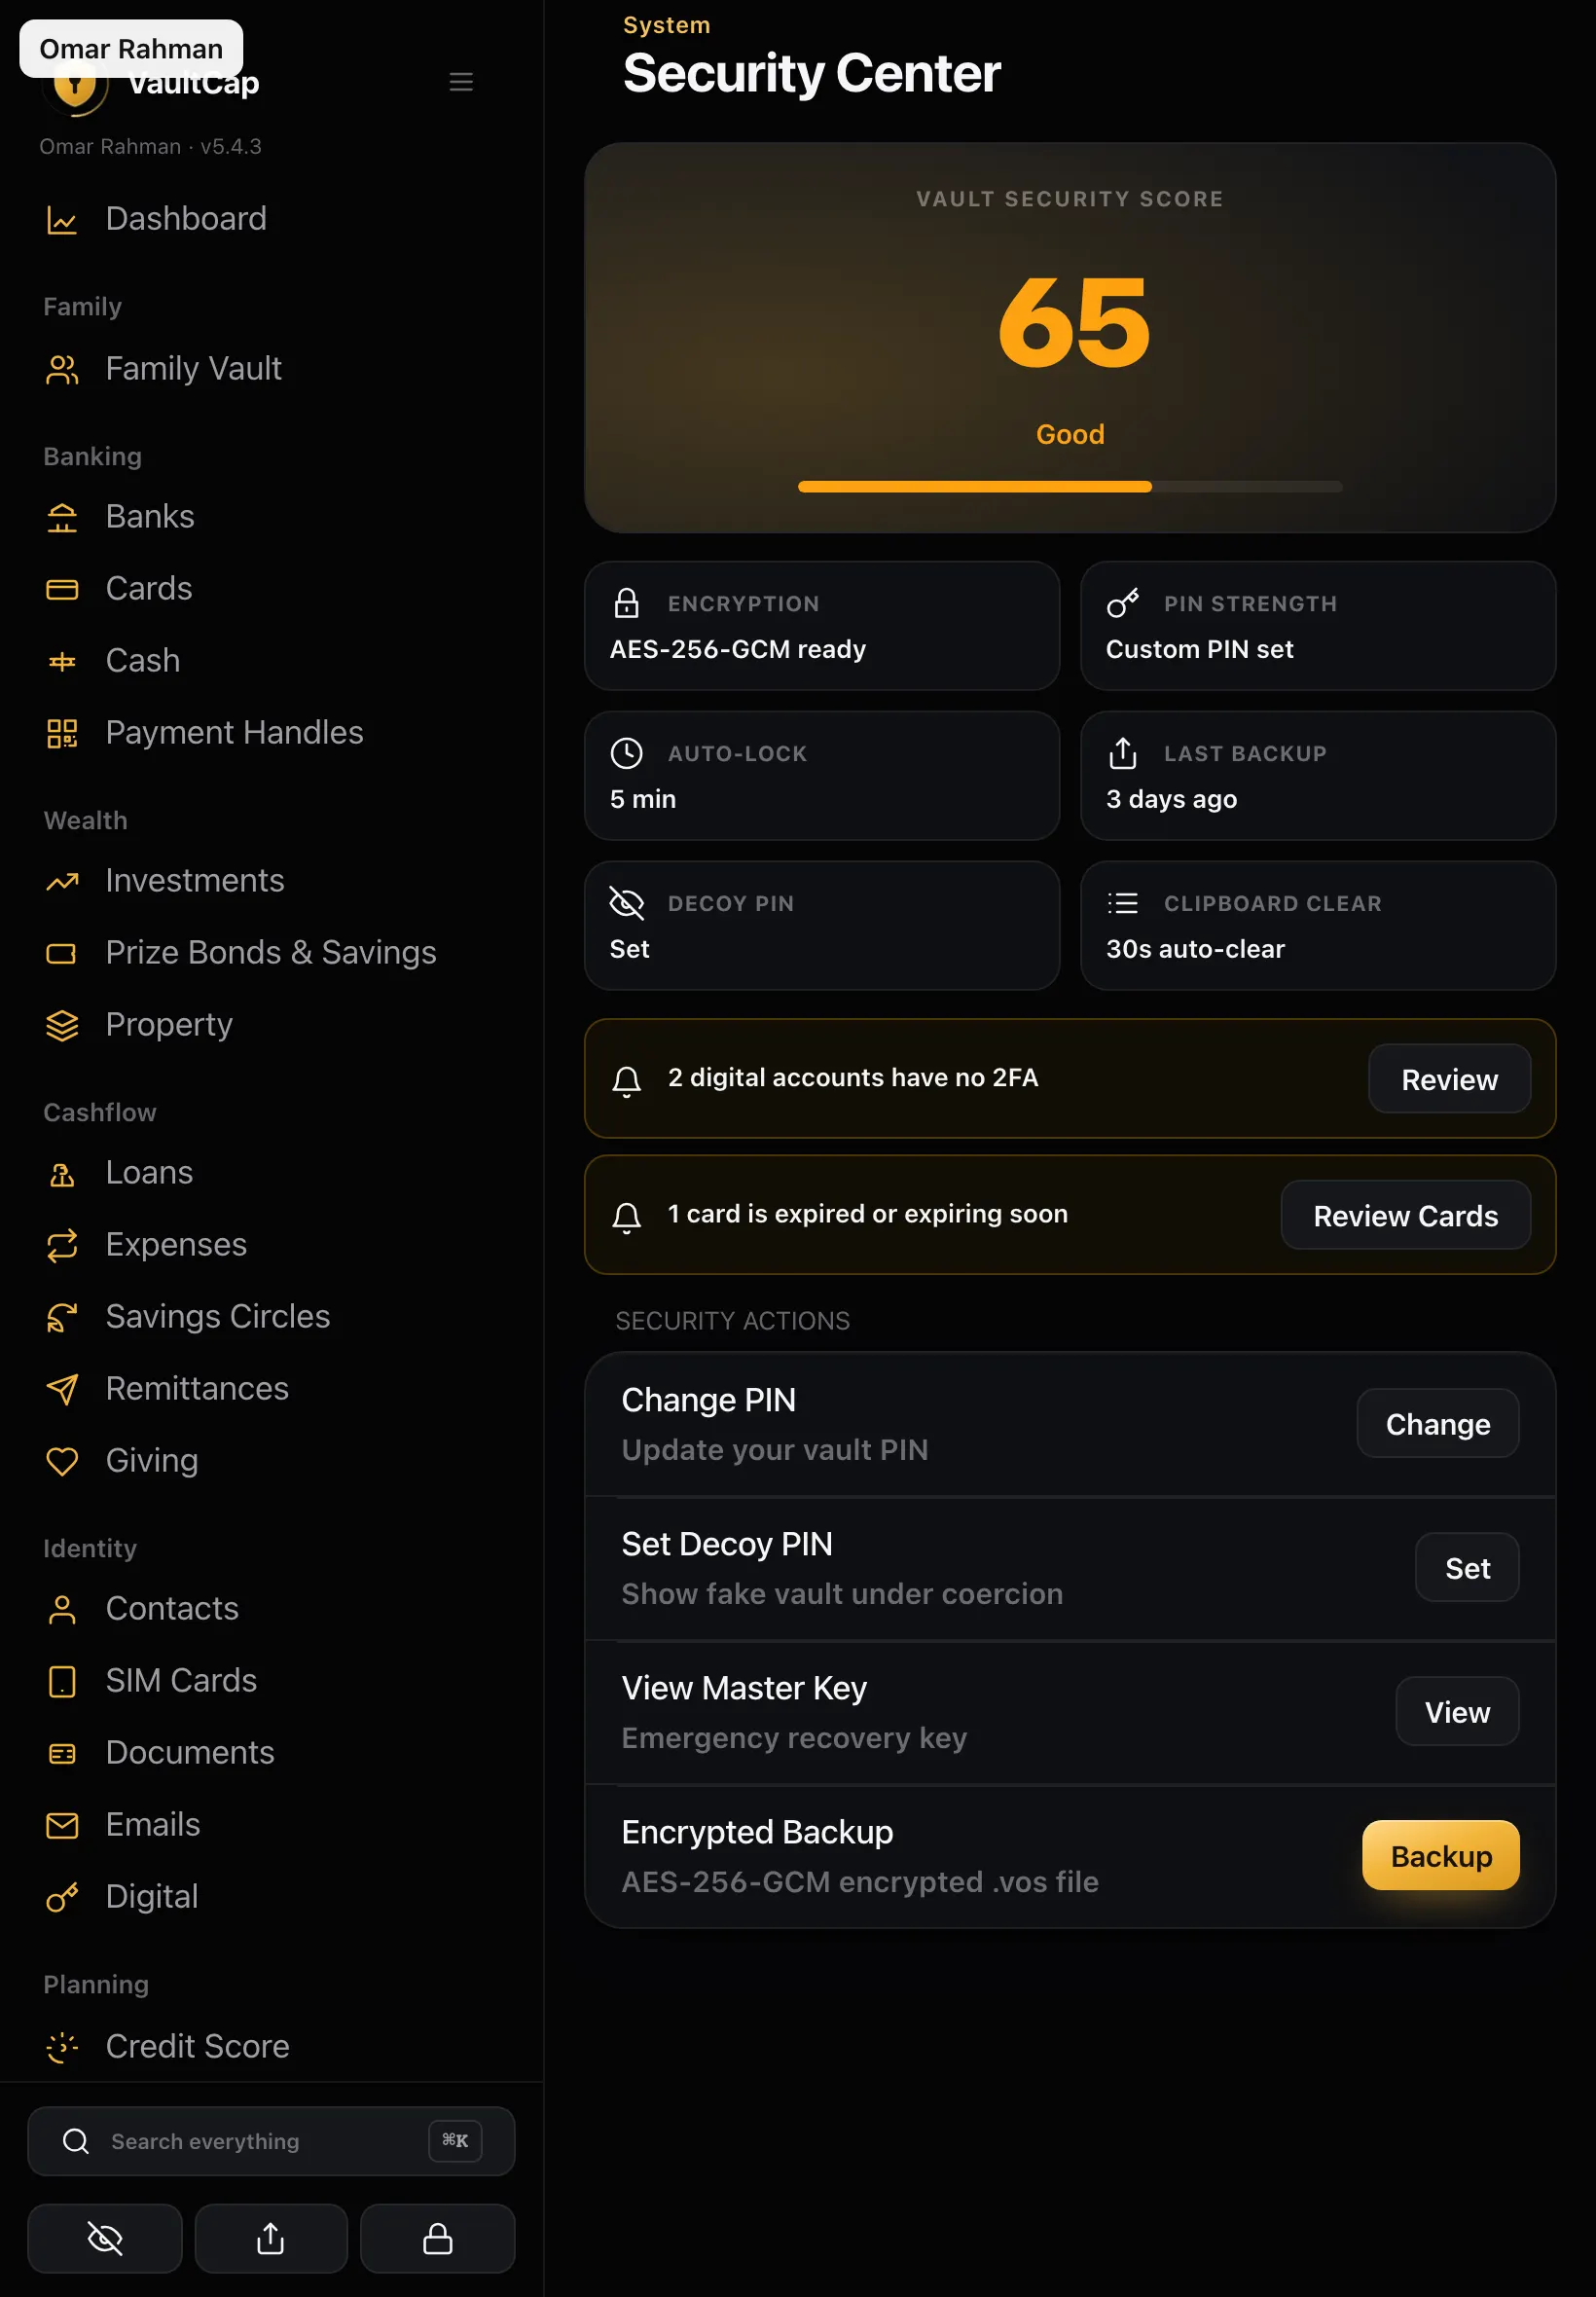 Omar Rahman
VaultCap
Omar Rahman · v5.4.3
Dashboard
Family
Family Vault
Banking
Banks
Cards
Cash
Payment Handles
Wealth
Investments
Prize Bonds & Savings
Property
Cashflow
Loans
Expenses
Savings Circles
Remittances
Giving
Identity
Contacts
SIM Cards
Documents
Emails
Digital
Planning
Credit Score
Search everything ⌘K
System
Security Center
VAULT SECURITY SCORE
65
Good
ENCRYPTION
AES-256-GCM ready
PIN STRENGTH
Custom PIN set
AUTO-LOCK
5 min
LAST BACKUP
3 days ago
DECOY PIN
Set
CLIPBOARD CLEAR
30s auto-clear
2 digital accounts have no 2FA
Review
1 card is expired or expiring soon
Review Cards
SECURITY ACTIONS
Change PIN
Update your vault PIN
Change
Set Decoy PIN
Show fake vault under coercion
Set
View Master Key
Emergency recovery key
View
Encrypted Backup
AES-256-GCM encrypted .vos file
Backup